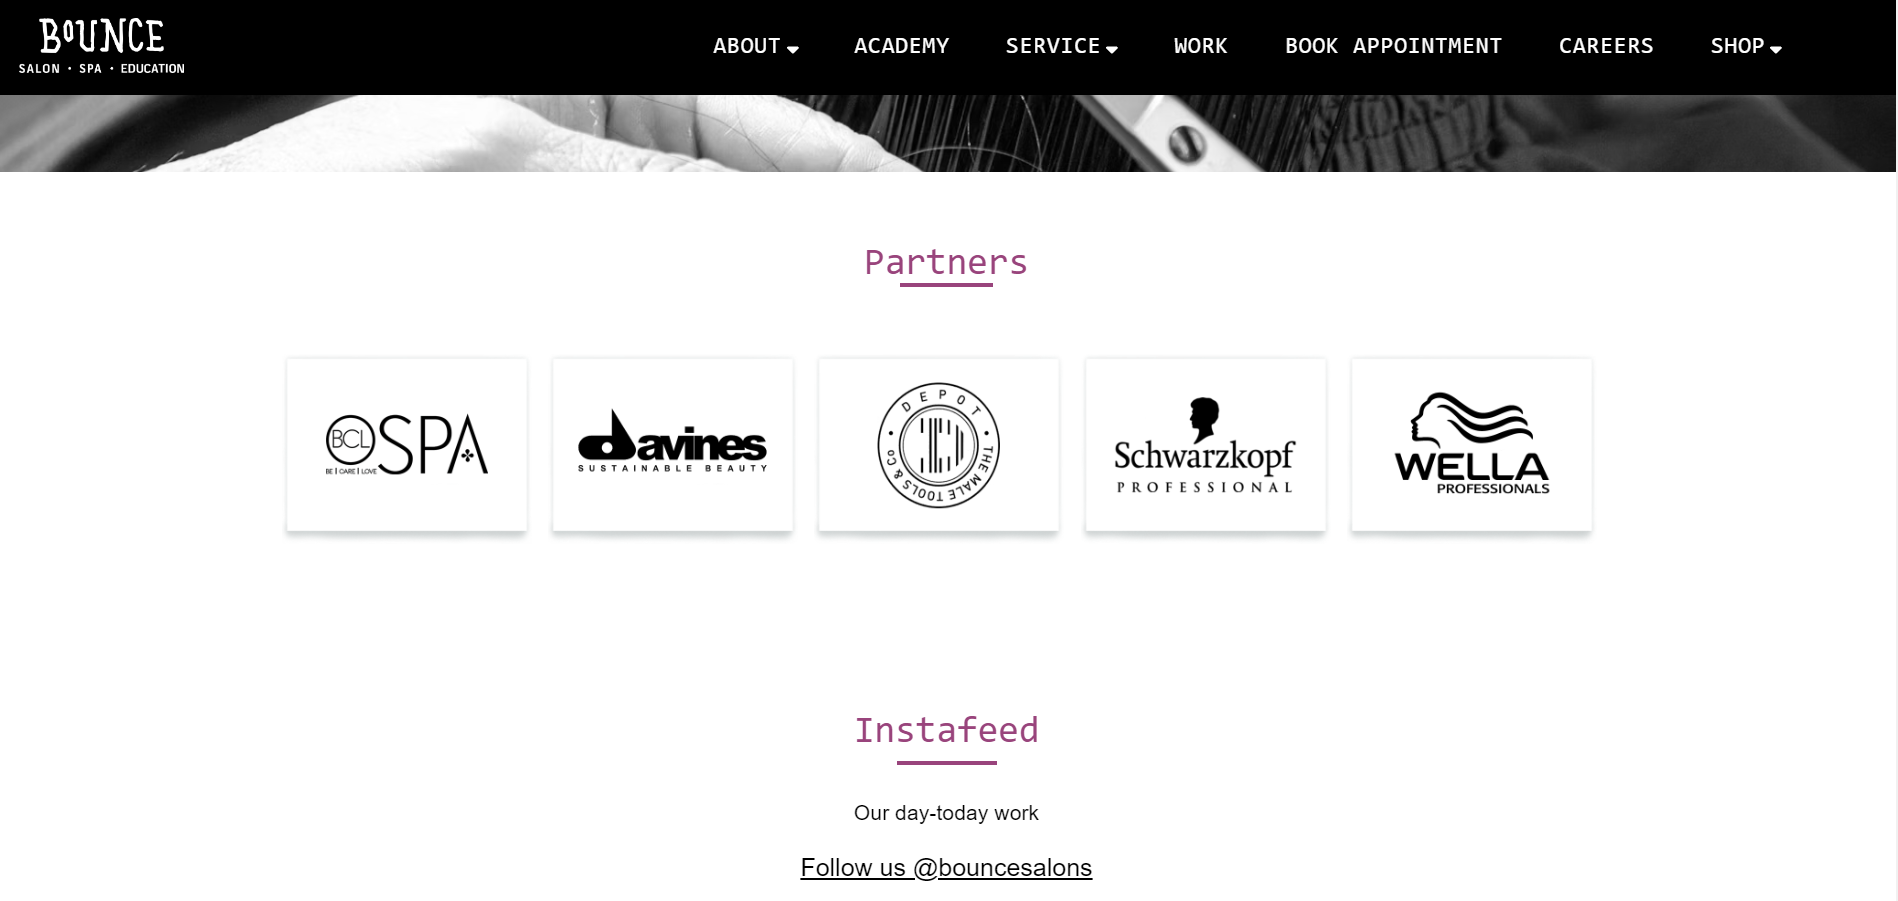 BOUNCE
SALON • SPA • EDUCATION
ABOUT ACADEMY SERVICE WORK BOOK APPOINTMENT CAREERS SHOP
Partners
BCL SPA
BE | CARE | LOVE
davines
SUSTAINABLE BEAUTY
DEPOT
THE MALE TOOLS & Co
Schwarzkopf
PROFESSIONAL
WELLA
PROFESSIONALS
Instafeed
Our day-today work
Follow us @bouncesalons